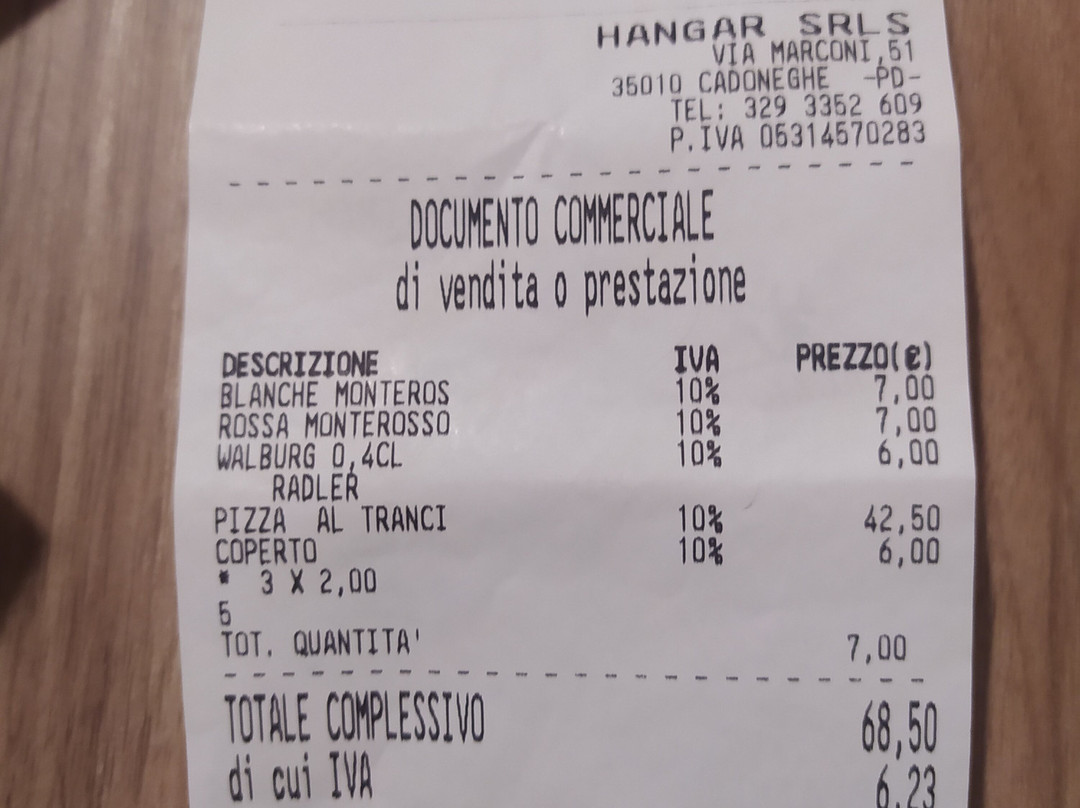 HANGAR SRLS
VIA MARCONI,51
35010 CADONEGHE -PD-
TEL: 329 3352 609
P.IVA 05314570283
DOCUMENTO COMMERCIALE
di vendita o prestazione
DESCRIZIONE IVA PREZZO(€)
BLANCHE MONTEROS 10% 7,00
ROSSA MONTEROSSO 10% 7,00
WALBURG 0,4CL 10% 6,00
RADLER
PIZZA AL TRANCI 10% 42,50
COPERTO 10% 6,00
* 3 X 2,00
5
TOT. QUANTITA' 7,00
TOTALE COMPLESSIVO 68,50
di cui IVA 6,23